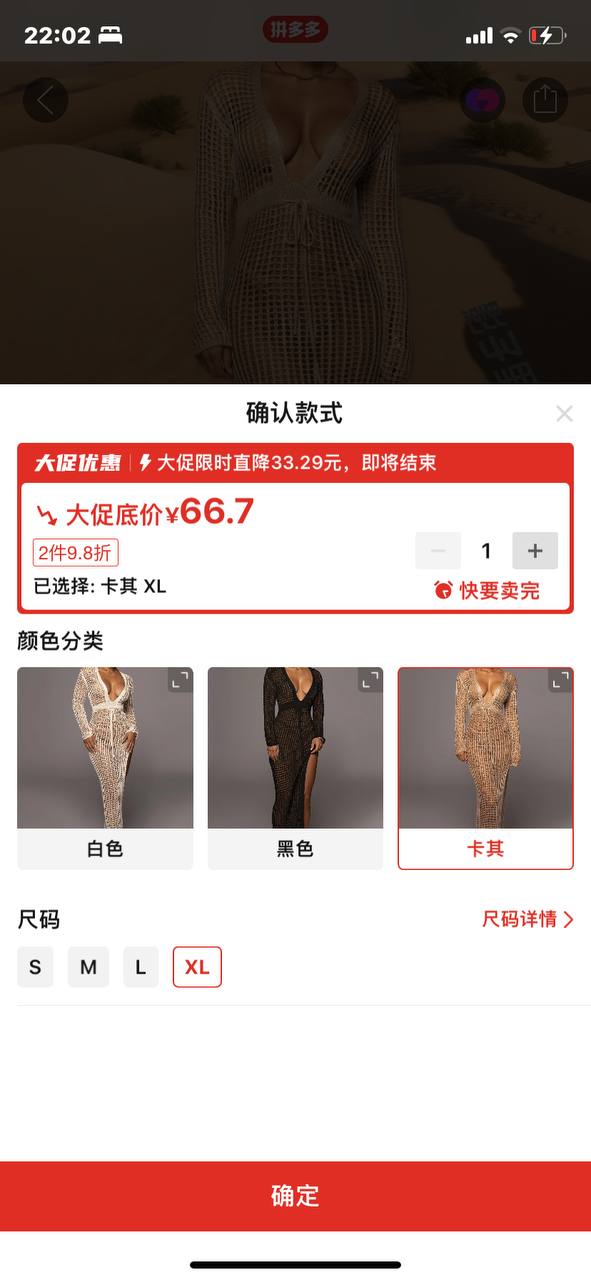 22:02
拼多多
确认款式
大促优惠 大促限时直降33.29元，即将结束
大促底价¥66.7
2件9.8折
1
已选择: 卡其 XL
快要卖完
颜色分类
白色
黑色
卡其
尺码
尺码详情
S
M
L
XL
确定